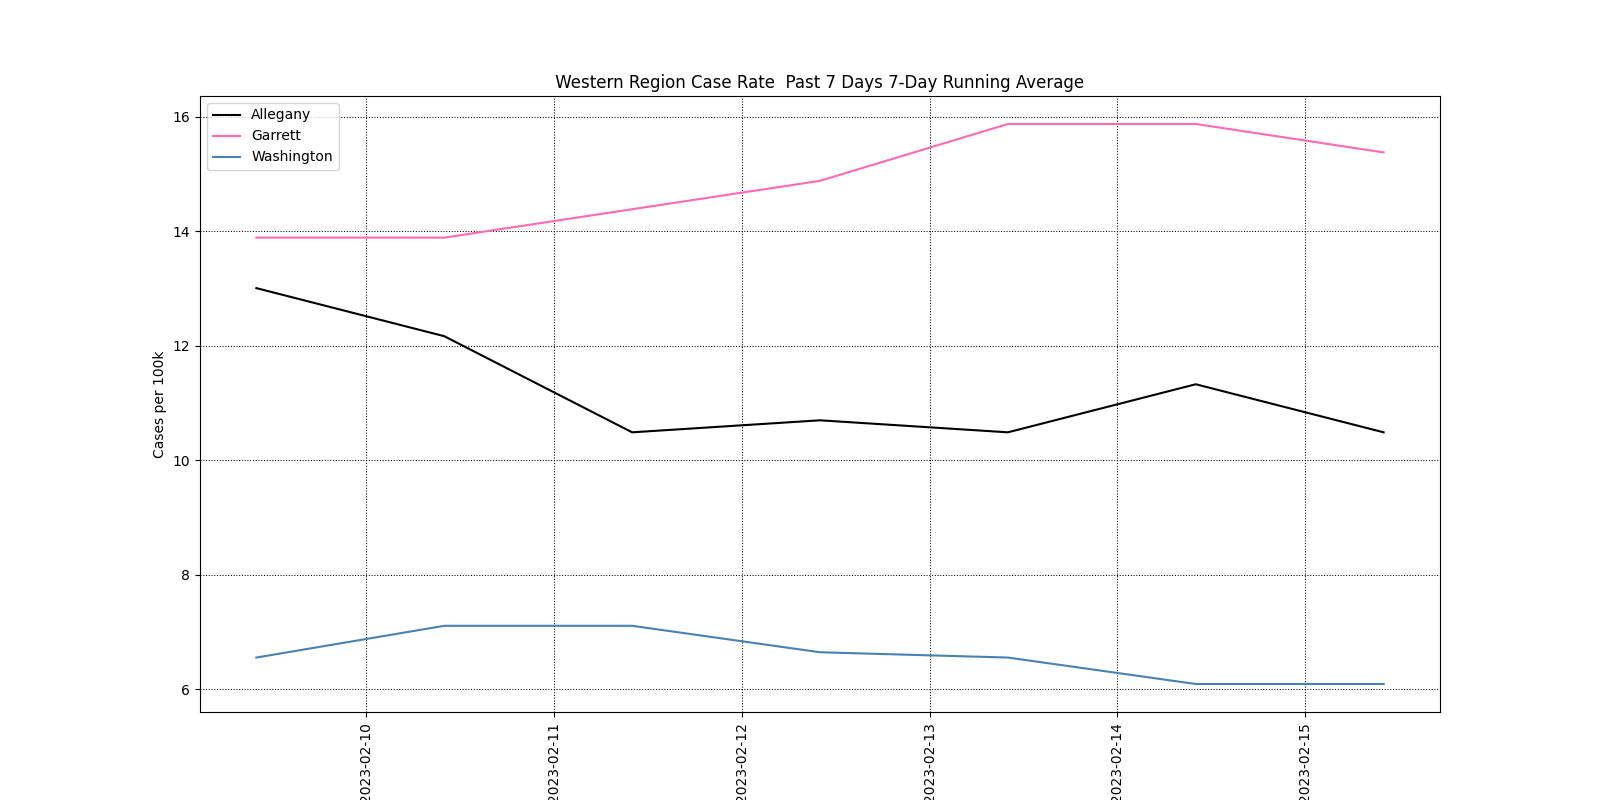 Western Region Case Rate  Past 7 Days 7-Day Running Average
Allegany
Garrett
Washington
Cases per 100k
16
14
12
10
8
6
2023-02-10
2023-02-11
2023-02-12
2023-02-13
2023-02-14
2023-02-15